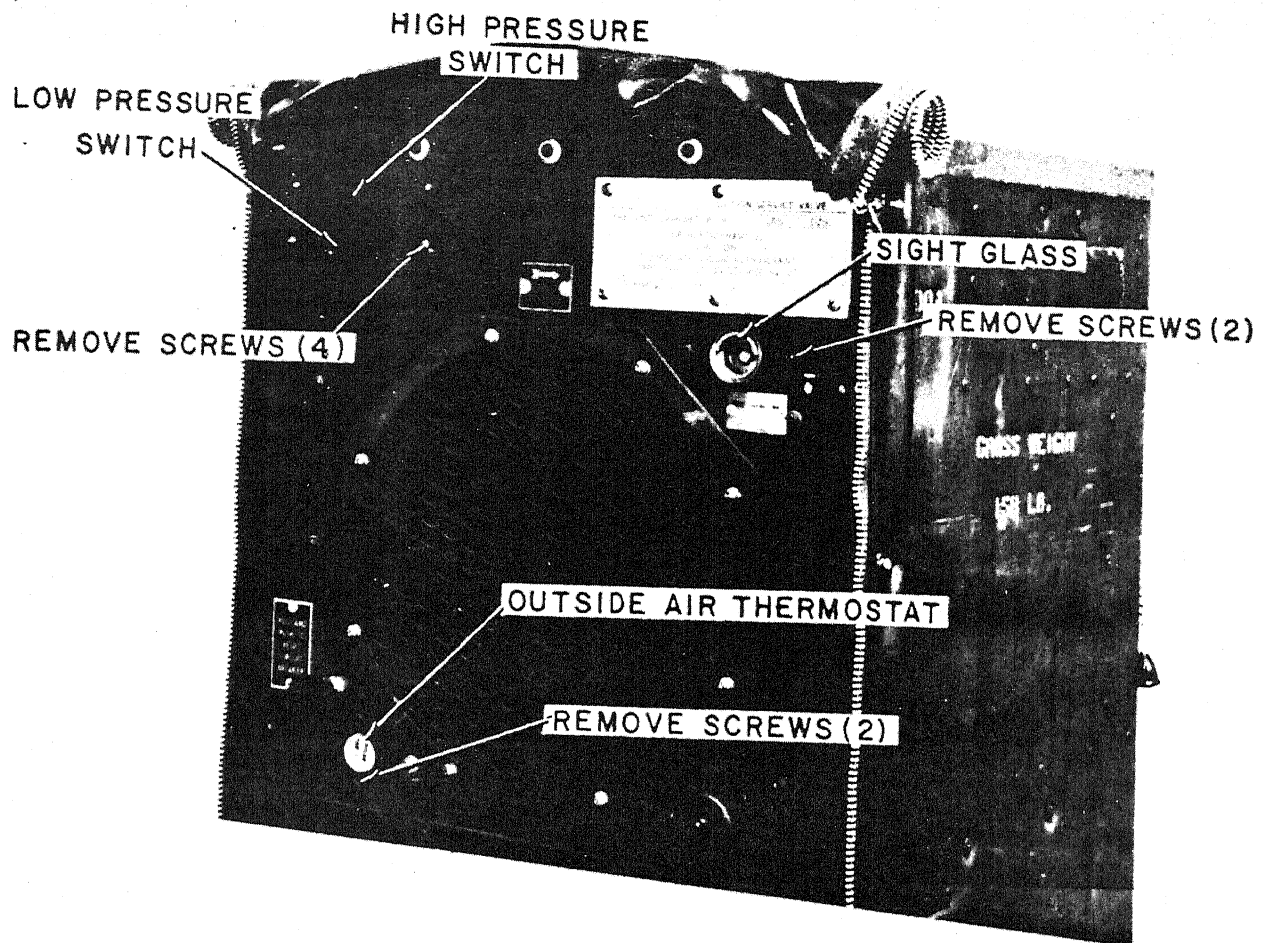 HIGH PRESSURE
SWITCH
LOW PRESSURE
SWITCH
SIGHT GLASS
REMOVE SCREWS (4)
REMOVE SCREWS (2)
GROSS WEIGHT
LB.
OUTSIDE AIR THERMOSTAT
REMOVE SCREWS (2)